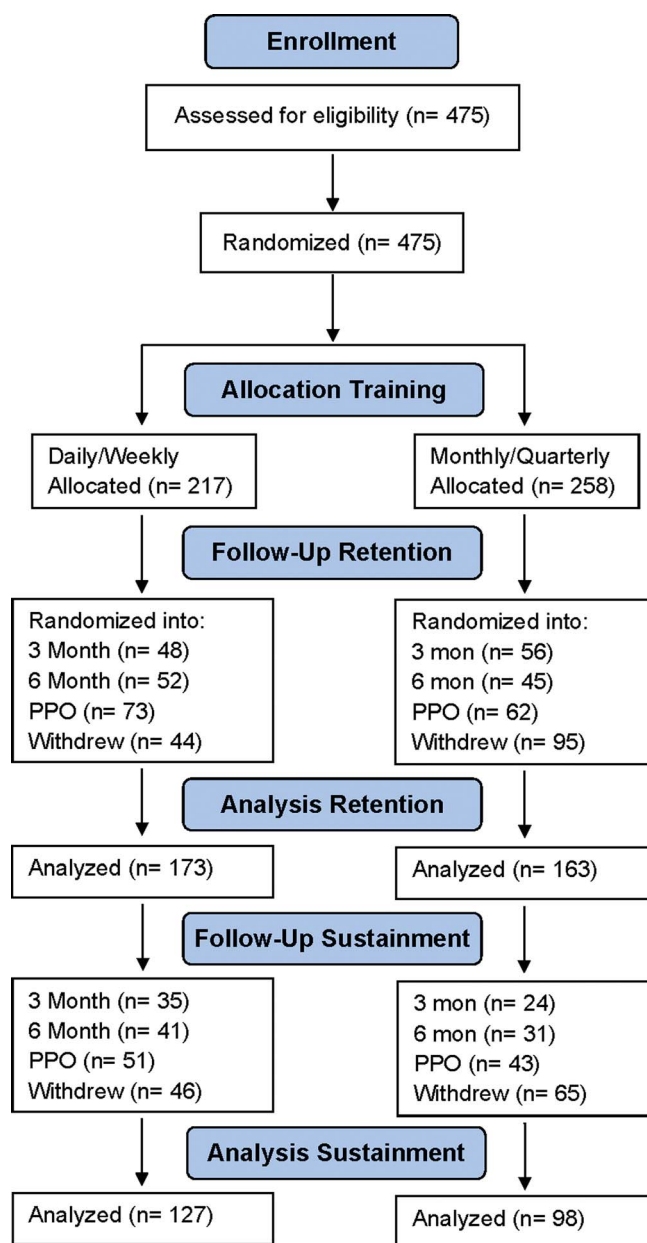 Enrollment
Assessed for eligibility (n= 475)
Randomized (n= 475)
Allocation Training
Daily/Weekly
Allocated (n= 217)
Monthly/Quarterly
Allocated (n= 258)
Follow-Up Retention
Randomized into:
3 Month (n= 48)
6 Month (n= 52)
PPO (n= 73)
Withdrew (n= 44)
Randomized into:
3 mon (n= 56)
6 mon (n= 45)
PPO (n= 62)
Withdrew (n= 95)
Analysis Retention
Analyzed (n= 173)
Analyzed (n= 163)
Follow-Up Sustainment
3 Month (n= 35)
6 Month (n= 41)
PPO (n= 51)
Withdrew (n= 46)
3 mon (n= 24)
6 mon (n= 31)
PPO (n= 43)
Withdrew (n= 65)
Analysis Sustainment
Analyzed (n= 127)
Analyzed (n= 98)